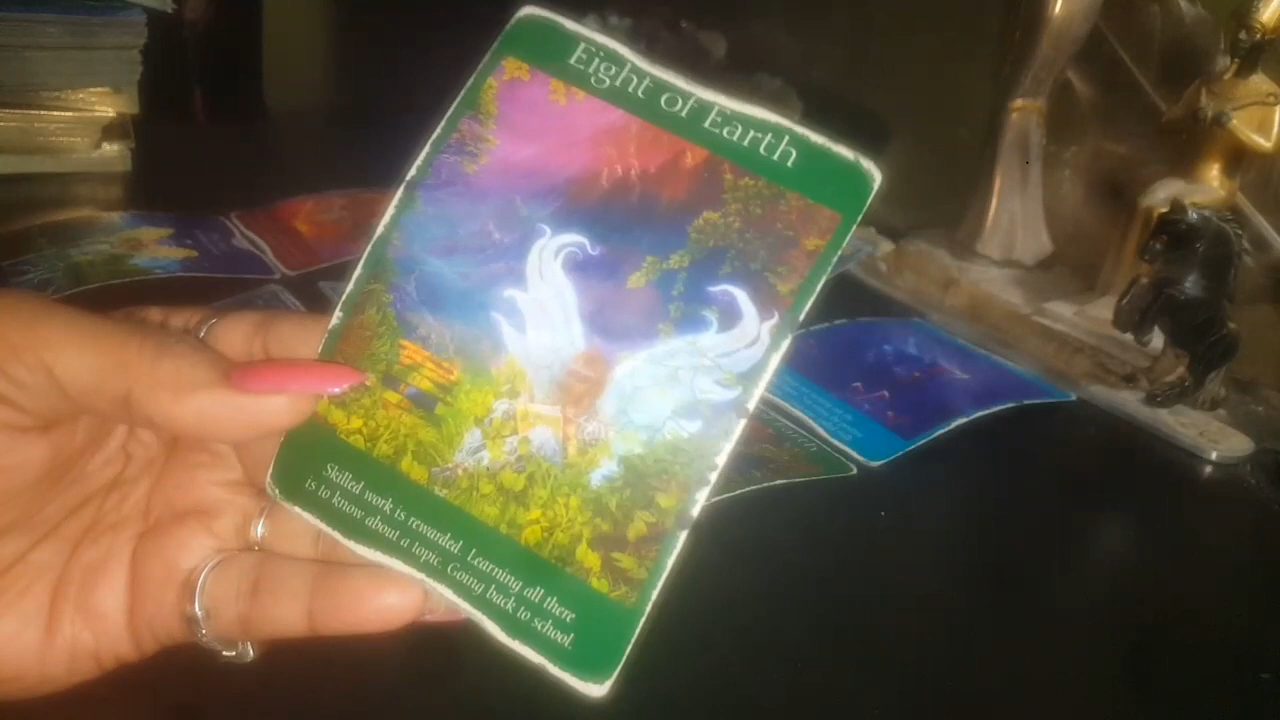 Eight of Earth
Skilled work is rewarded. Learning all there
is to know about a topic. Going back to school.